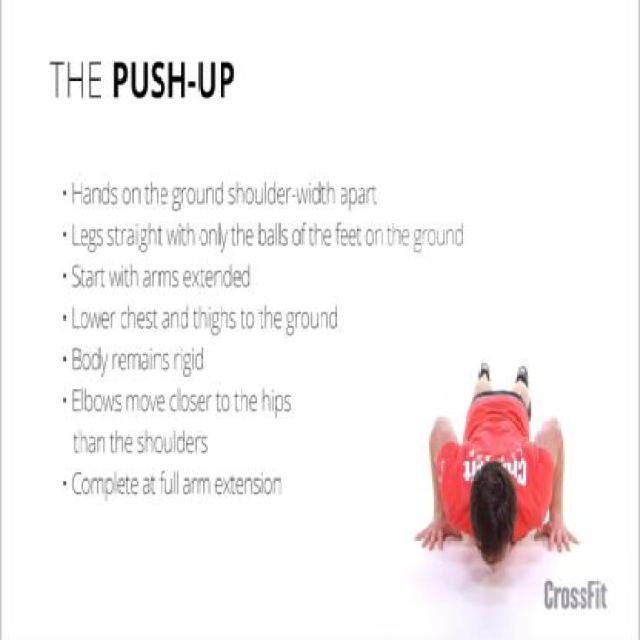 THE PUSH-UP
• Hands on the ground shoulder-width apart
• Legs straight with only the balls of the feet on the ground
• Start with arms extended
• Lower chest and thighs to the ground
• Body remains rigid
• Elbows move closer to the hips
than the shoulders
• Complete at full arm extension
CrossFit